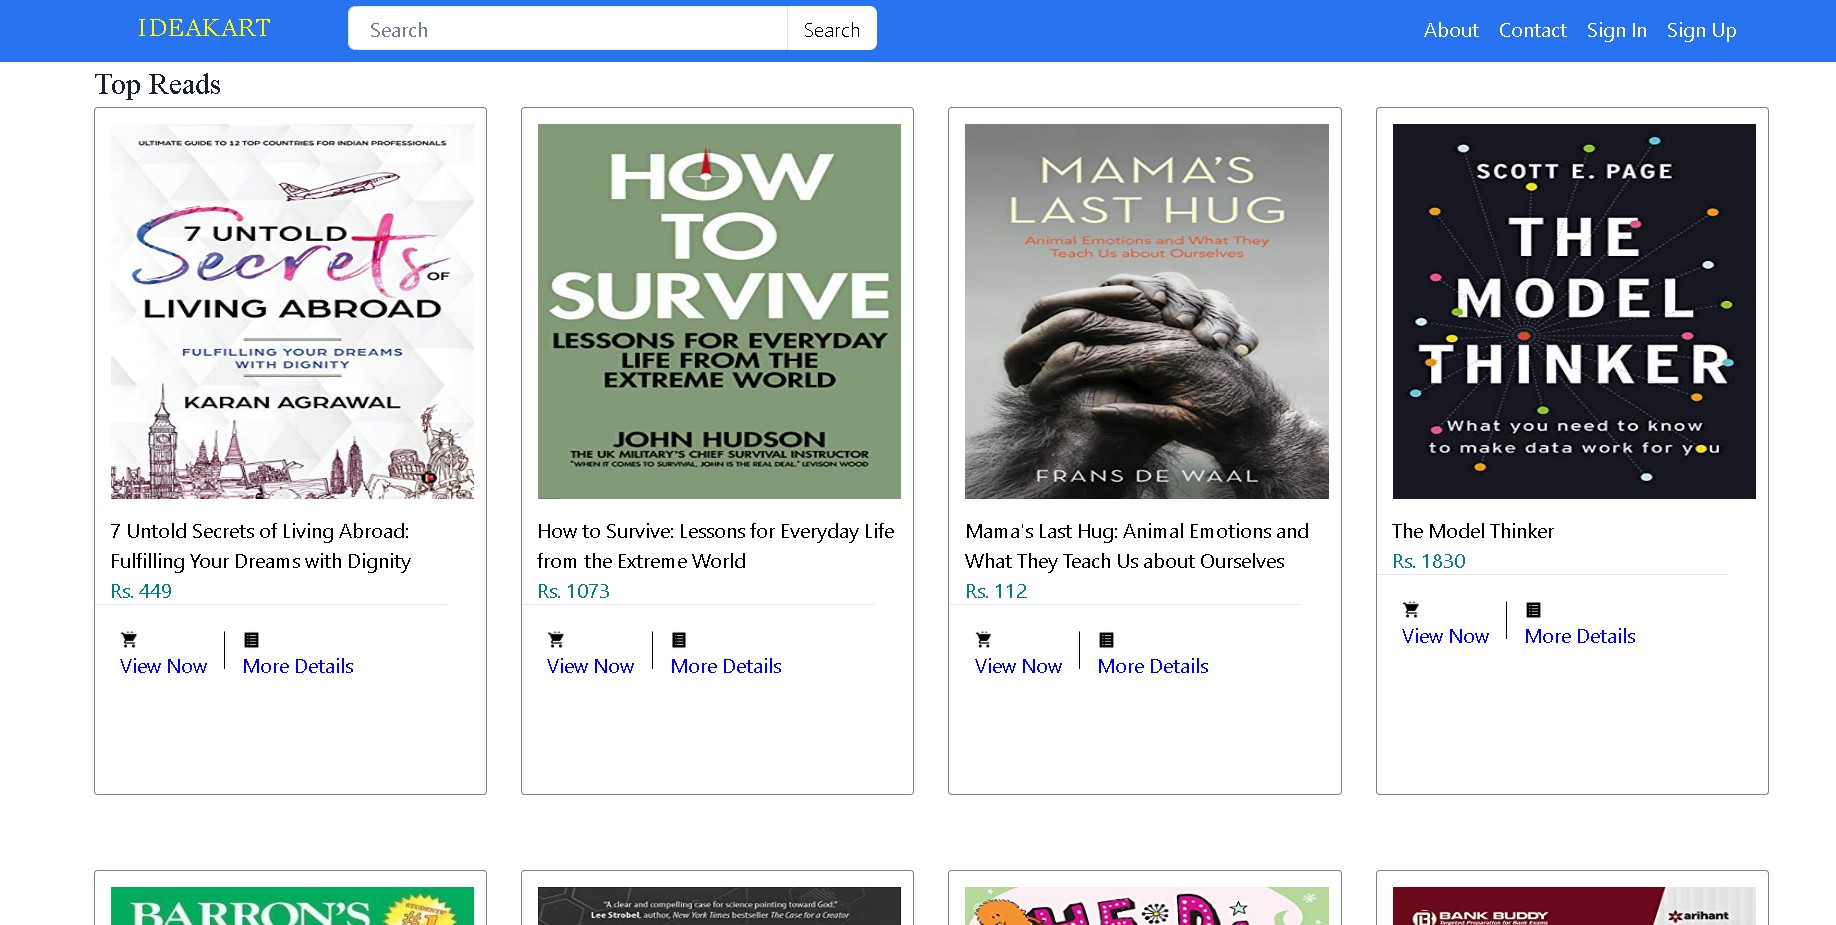 IDEAKART
Search
Search
About
Contact
Sign In
Sign Up
Top Reads
ULTIMATE GUIDE TO 12 TOP COUNTRIES FOR INDIAN PROFESSIONALS
7 UNTOLD
Secrets OF
LIVING ABROAD
FULFILLING YOUR DREAMS
WITH DIGNITY
KARAN AGRAWAL
7 Untold Secrets of Living Abroad:
Fulfilling Your Dreams with Dignity
Rs. 449
View Now
More Details
HOW
TO
SURVIVE
LESSONS FOR EVERYDAY
LIFE FROM THE
EXTREME WORLD
JOHN HUDSON
THE UK MILITARY'S CHIEF SURVIVAL INSTRUCTOR
"WHEN IT COMES TO SURVIVAL, JOHN IS THE REAL DEAL." LEVISON WOOD
How to Survive: Lessons for Everyday Life
from the Extreme World
Rs. 1073
View Now
More Details
MAMA'S
LAST HUG
Animal Emotions and What They
Teach Us about Ourselves
FRANS DE WAAL
Mama's Last Hug: Animal Emotions and
What They Teach Us about Ourselves
Rs. 112
View Now
More Details
SCOTT E. PAGE
THE
MODEL
THINKER
What you need to know
to make data work for you
The Model Thinker
Rs. 1830
View Now
More Details
BARRON'S
STUDENTS'
#1
"A clear and compelling case for science pointing toward God."
Lee Strobel, author, New York Times bestseller The Case for a Creator
BANK BUDDY
Targeted Preparation for Bank Exams
arihant